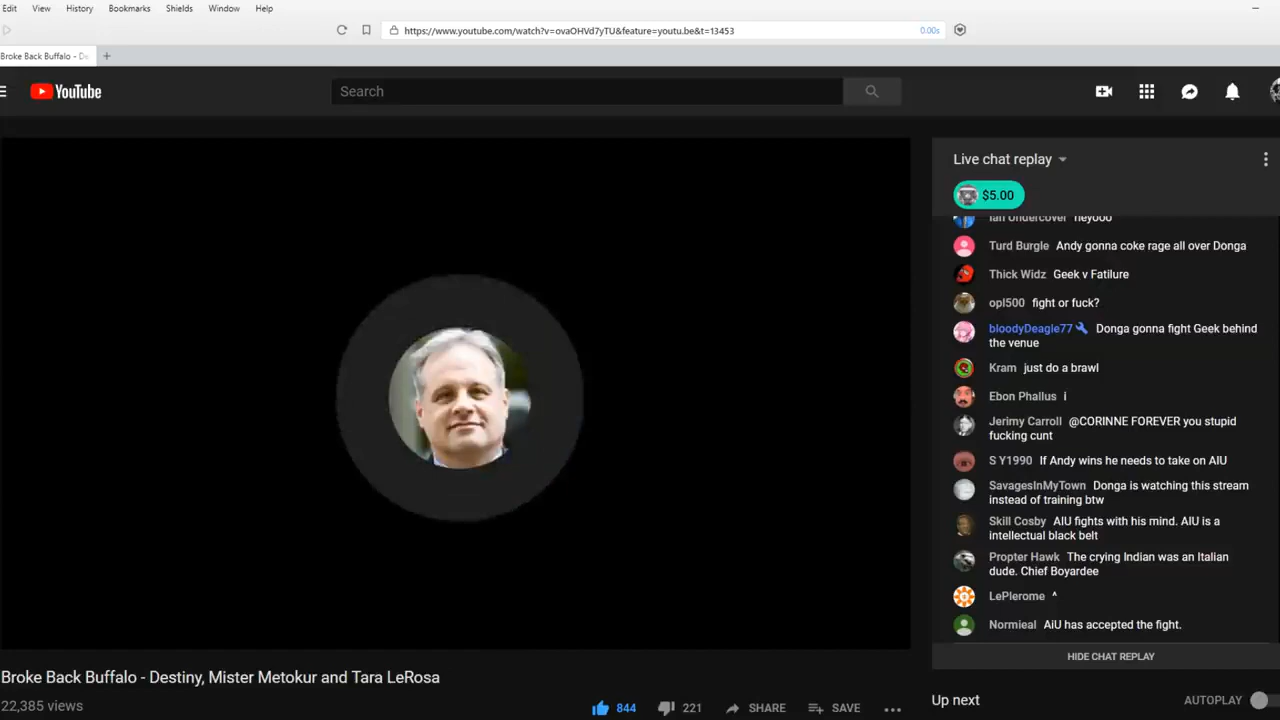 Edit View History Bookmarks Shields Window Help
https://www.youtube.com/watch?v=ovaOHVd7yTU&feature=youtu.be&t=13453 0.00s
Broke Back Buffalo - De
YouTube
Search
Live chat replay
$5.00
Ian Undercover heyooo
Turd Burgle Andy gonna coke rage all over Donga
Thick Widz Geek v Fatilure
opl500 fight or fuck?
bloodyDeagle77 Donga gonna fight Geek behind
the venue
Kram just do a brawl
Ebon Phallus i
Jerimy Carroll @CORINNE FOREVER you stupid
fucking cunt
S Y1990 If Andy wins he needs to take on AIU
SavagesInMyTown Donga is watching this stream
instead of training btw
Skill Cosby AIU fights with his mind. AIU is a
intellectual black belt
Propter Hawk The crying Indian was an Italian
dude. Chief Boyardee
LePlerome ^
Normieal AiU has accepted the fight.
HIDE CHAT REPLAY
Broke Back Buffalo - Destiny, Mister Metokur and Tara LeRosa
22,385 views
844 221 SHARE SAVE
Up next AUTOPLAY